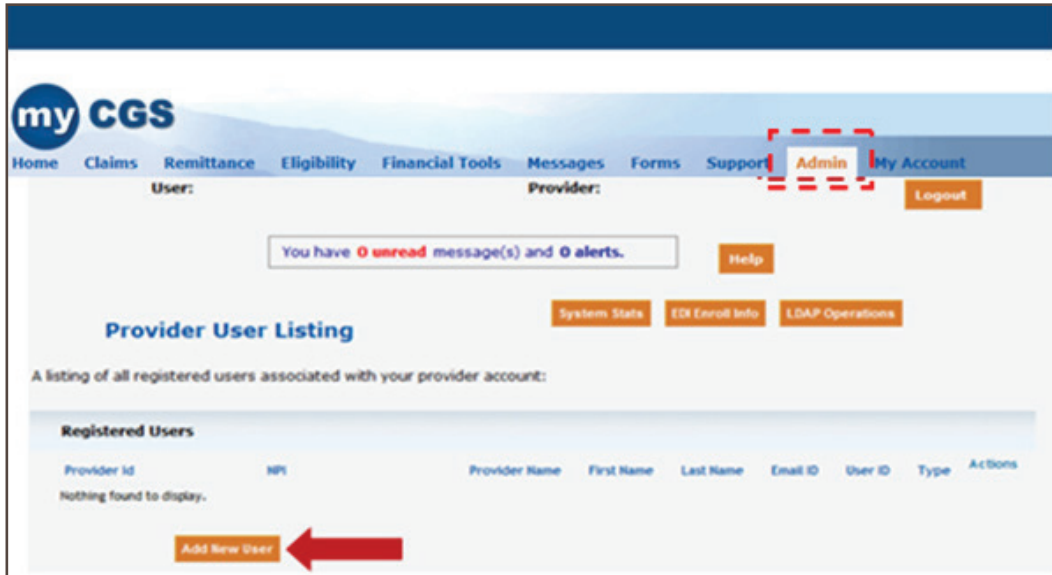 my CGS
Home Claims Remittance Eligibility Financial Tools Messages Forms Support Admin My Account
User: Provider:
Logout
You have 0 unread message(s) and 0 alerts.
Help
System Stats EDI Enroll Info LDAP Operations
Provider User Listing
A listing of all registered users associated with your provider account:
Registered Users
Provider Id NPI Provider Name First Name Last Name Email ID User ID Type Actions
Nothing found to display.
Add New User